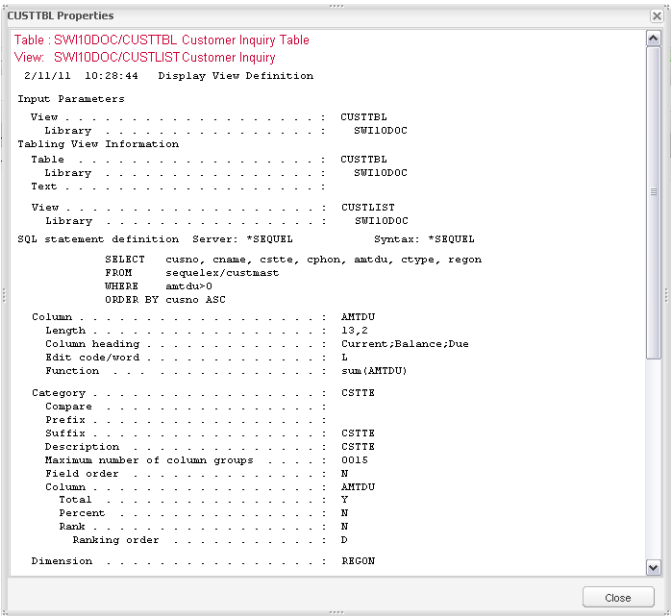 CUSTTBL Properties
Table : SWI10DOC/CUSTTBL Customer Inquiry Table
View: SWI10DOC/CUSTLIST Customer Inquiry
2/11/11 10:28:44 Display View Definition
Input Parameters
View . . . . . . . . . . . . . . . . . . . : CUSTTBL
Library . . . . . . . . . . . . . . . . . : SWI10DOC
Tabling View Information
Table . . . . . . . . . . . . . . . . . . : CUSTTBL
Library . . . . . . . . . . . . . . . . . : SWI10DOC
Text . . . . . . . . . . . . . . . . . . . :
View . . . . . . . . . . . . . . . . . . . : CUSTLIST
Library . . . . . . . . . . . . . . . . . : SWI10DOC
SQL statement definition Server: *SEQUEL Syntax: *SEQUEL
SELECT cusno, cname, cstte, cphon, amtdu, ctype, regon
FROM sequelex/custmast
WHERE amtdu>0
ORDER BY cusno ASC
Column . . . . . . . . . . . . . . . . . . : AMTDU
Length . . . . . . . . . . . . . . . . . : 13,2
Column heading . . . . . . . . . . . . . : Current;Balance;Due
Edit code/word . . . . . . . . . . . . . : L
Function . . . . . . . . . . . . . . . . : sum(AMTDU)
Category . . . . . . . . . . . . . . . . . : CSTTE
Compare . . . . . . . . . . . . . . . . :
Prefix . . . . . . . . . . . . . . . . . :
Suffix . . . . . . . . . . . . . . . . . : CSTTE
Description . . . . . . . . . . . . . . : CSTTE
Maximum number of column groups . . . . : 0015
Field order . . . . . . . . . . . . . . : N
Column . . . . . . . . . . . . . . . . . : AMTDU
Total . . . . . . . . . . . . . . . . : Y
Percent . . . . . . . . . . . . . . . : N
Rank . . . . . . . . . . . . . . . . . : N
Ranking order . . . . . . . . . . . : D
Dimension . . . . . . . . . . . . . . . . : REGON
Close